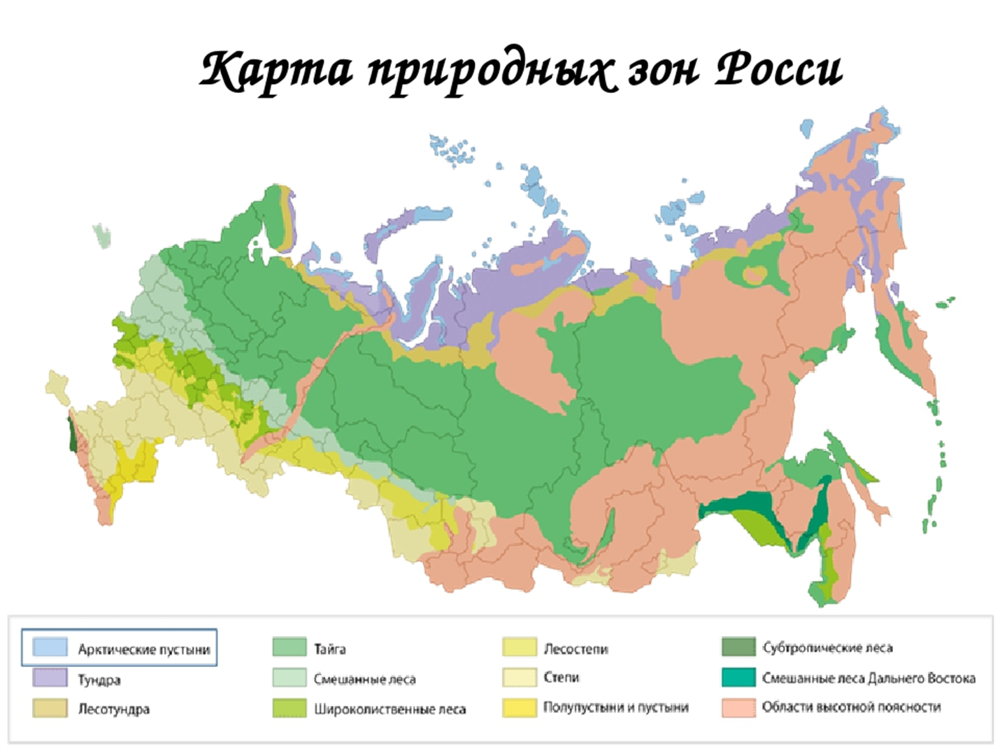 Карта природных зон Росси
Арктические пустыни
Тундра
Лесотундра
Тайга
Смешанные леса
Широколиственные леса
Лесостепи
Степи
Полупустыни и пустыни
Субтропические леса
Смешанные леса Дальнего Востока
Области высотной поясности